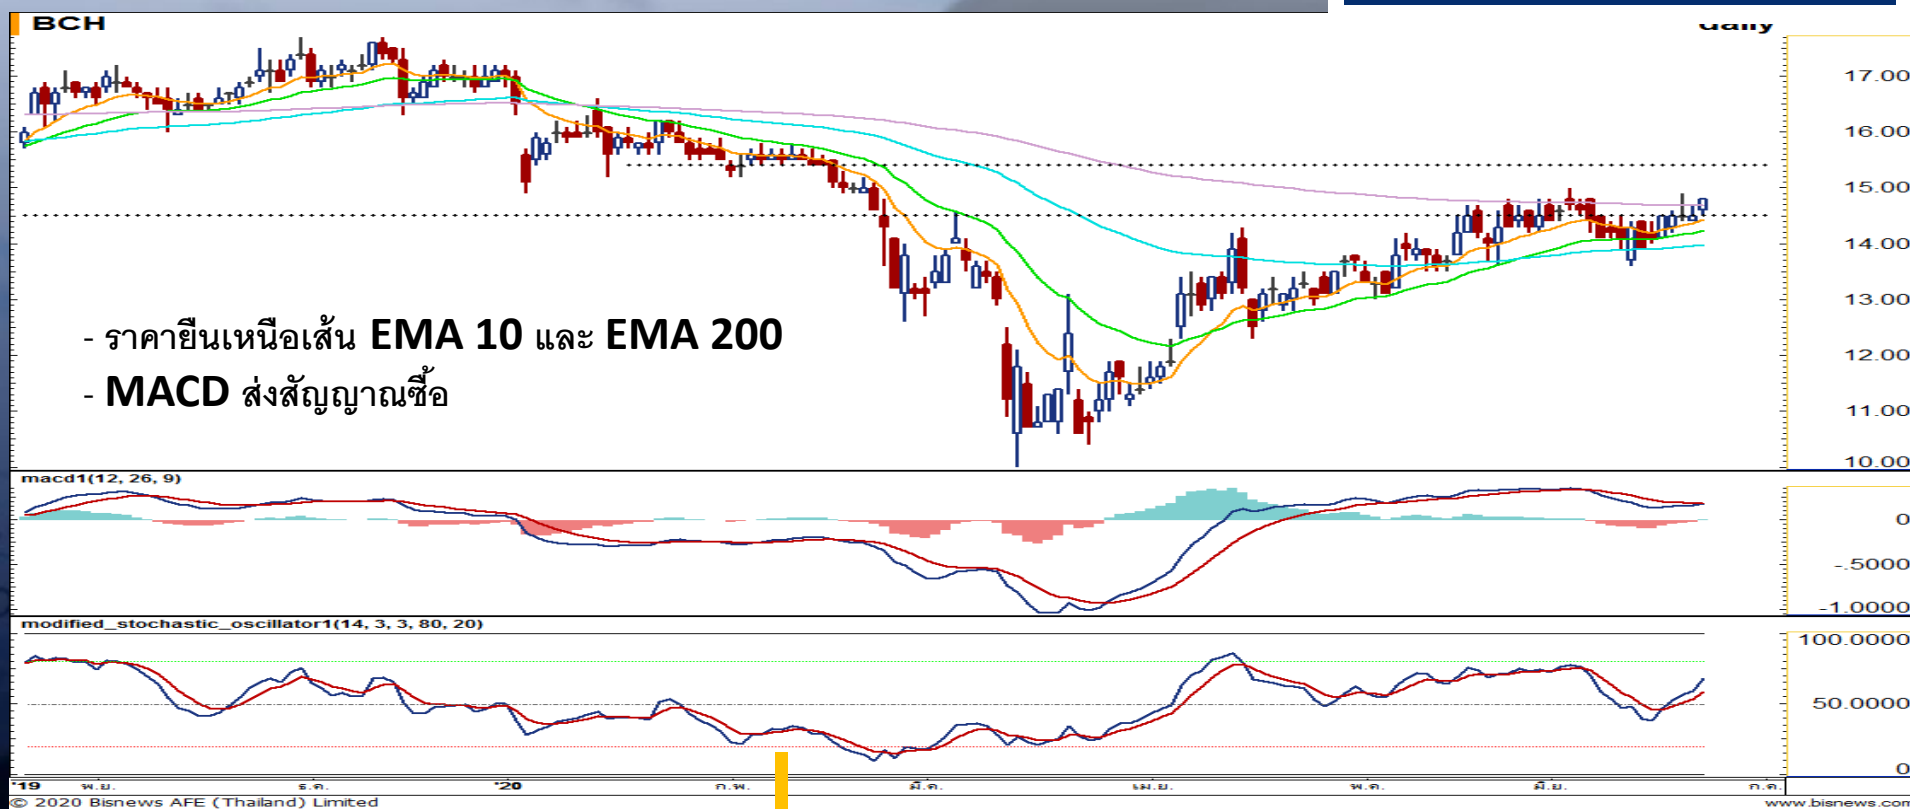 BCH
daily
17.00
16.00
15.00
14.00
13.00
12.00
11.00
10.00
- ราคายืนเหนือเส้น EMA 10 และ EMA 200
- MACD ส่งสัญญาณซื้อ
macd1(12, 26, 9)
0
-.5000
-1.0000
modified_stochastic_oscillator1(14, 3, 3, 80, 20)
100.0000
50.0000
0
'19 พ.ย. ธ.ค. '20 ก.พ. มี.ค. เม.ย. พ.ค. มิ.ย. ก.ค.
© 2020 Bisnews AFE (Thailand) Limited www.bisnews.com